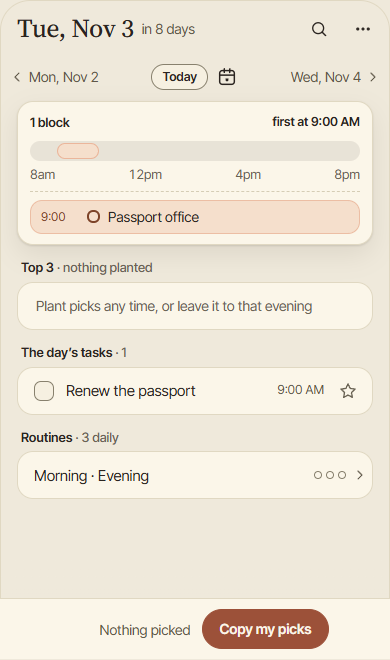 Tue, Nov 3 in 8 days
Mon, Nov 2 Today Wed, Nov 4
1 block first at 9:00 AM
8am 12pm 4pm 8pm
9:00 Passport office
Top 3 · nothing planted
Plant picks any time, or leave it to that evening
The day’s tasks · 1
Renew the passport 9:00 AM
Routines · 3 daily
Morning · Evening
Nothing picked Copy my picks